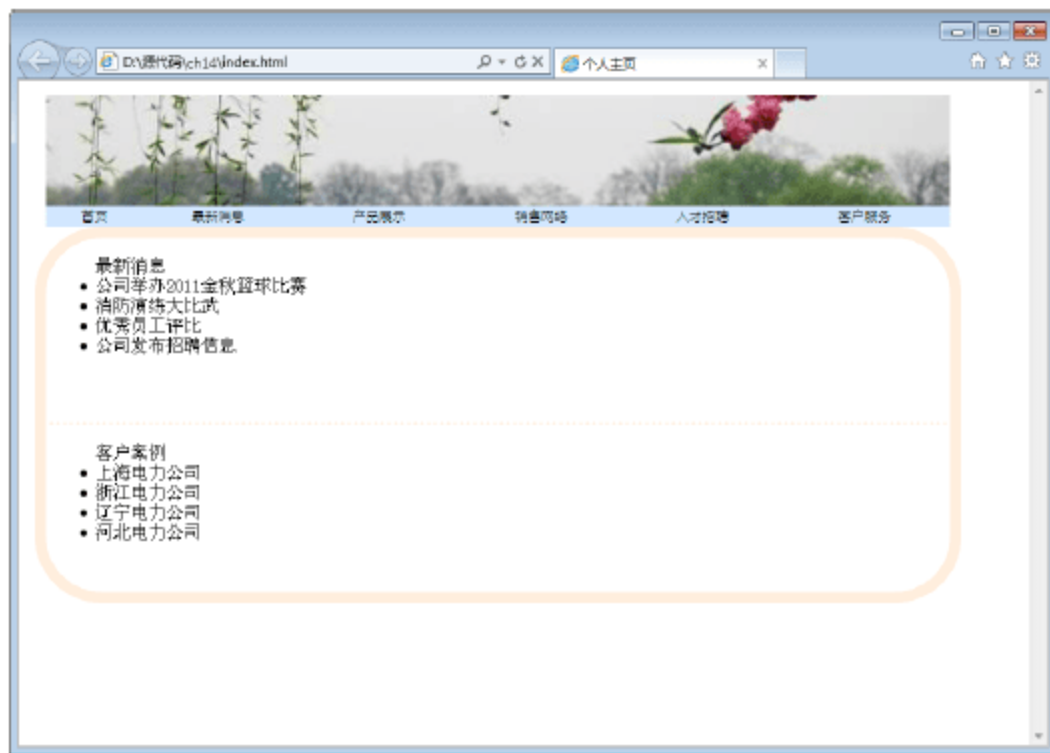 D:\源代码\ch14\index.html
个人主页
首页 最新消息 产品展示 销售网络 人才招聘 客户服务
最新消息
• 公司举办2011金秋篮球比赛
• 消防演练大比武
• 优秀员工评比
• 公司发布招聘信息
客户案例
• 上海电力公司
• 浙江电力公司
• 辽宁电力公司
• 河北电力公司